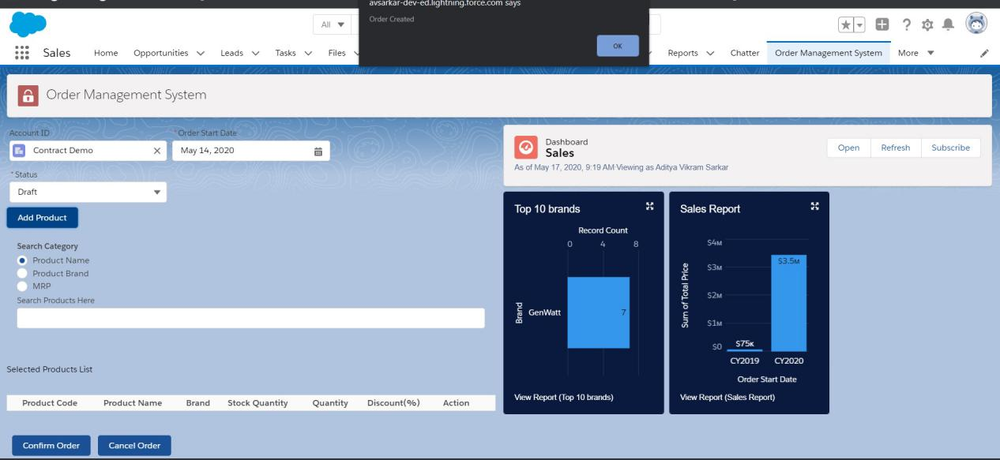 avsarkar-dev-ed.lightning.force.com says
Order Created
OK
All
Sales Home Opportunities Leads Tasks Files Reports Chatter Order Management System More
Order Management System
Account ID *Order Start Date
Contract Demo May 14, 2020
*Status
Draft
Add Product
Search Category
Product Name
Product Brand
MRP
Search Products Here
Selected Products List
Product Code Product Name Brand Stock Quantity Quantity Discount(%) Action
Confirm Order Cancel Order
Dashboard
Sales
Open Refresh Subscribe
As of May 17, 2020, 9:19 AM·Viewing as Aditya Vikram Sarkar
Top 10 brands
Record Count
0 4 8
Brand
GenWatt 7
View Report (Top 10 brands)
Sales Report
Sum of Total Price
$4M
$3M
$2M
$1M
$0
$75K
$3.5M
CY2019 CY2020
Order Start Date
View Report (Sales Report)